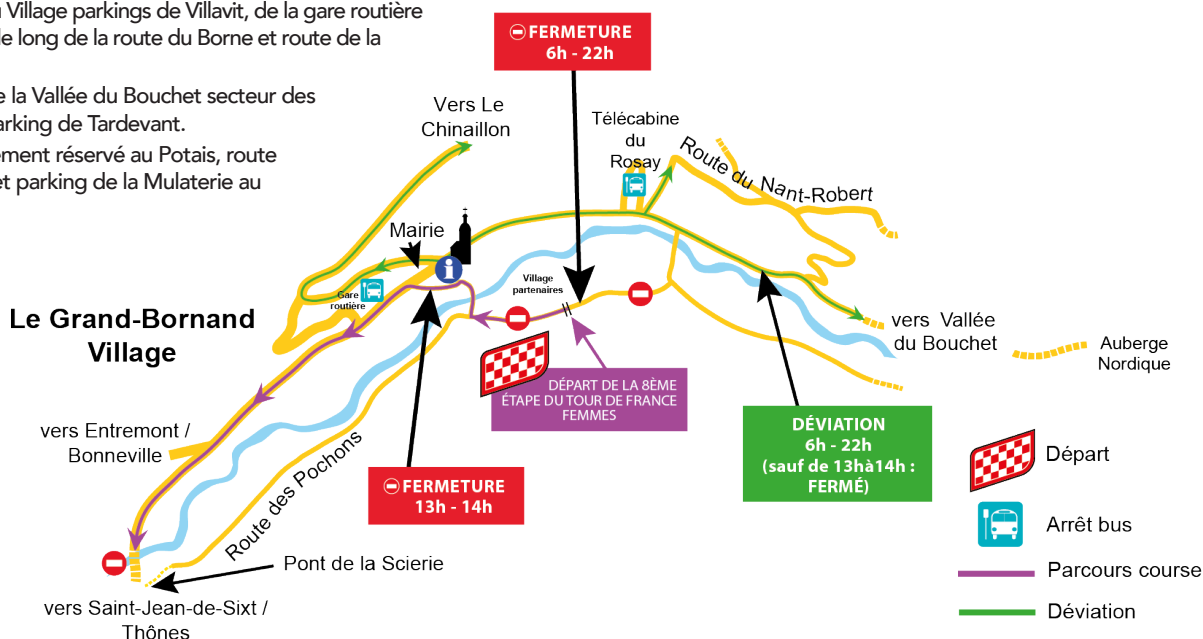 Village parkings de Villavit, de la gare routière
le long de la route du Borne et route de la
la Vallée du Bouchet secteur des
arking de Tardevant.
ement réservé au Potais, route
et parking de la Mulaterie au
FERMETURE
6h - 22h
Vers Le
Chinaillon
Télécabine
du
Rosay
Route du Nant-Robert
Mairie
Gare
routière
Village
partenaires
Le Grand-Bornand
Village
vers Vallée
du Bouchet
Auberge
Nordique
DÉPART DE LA 8ÈME
ÉTAPE DU TOUR DE FRANCE
FEMMES
DÉVIATION
6h - 22h
(sauf de 13hà14h :
FERMÉ)
vers Entremont /
Bonneville
FERMETURE
13h - 14h
Route des Pochons
Pont de la Scierie
vers Saint-Jean-de-Sixt /
Thônes
Départ
Arrêt bus
Parcours course
Déviation